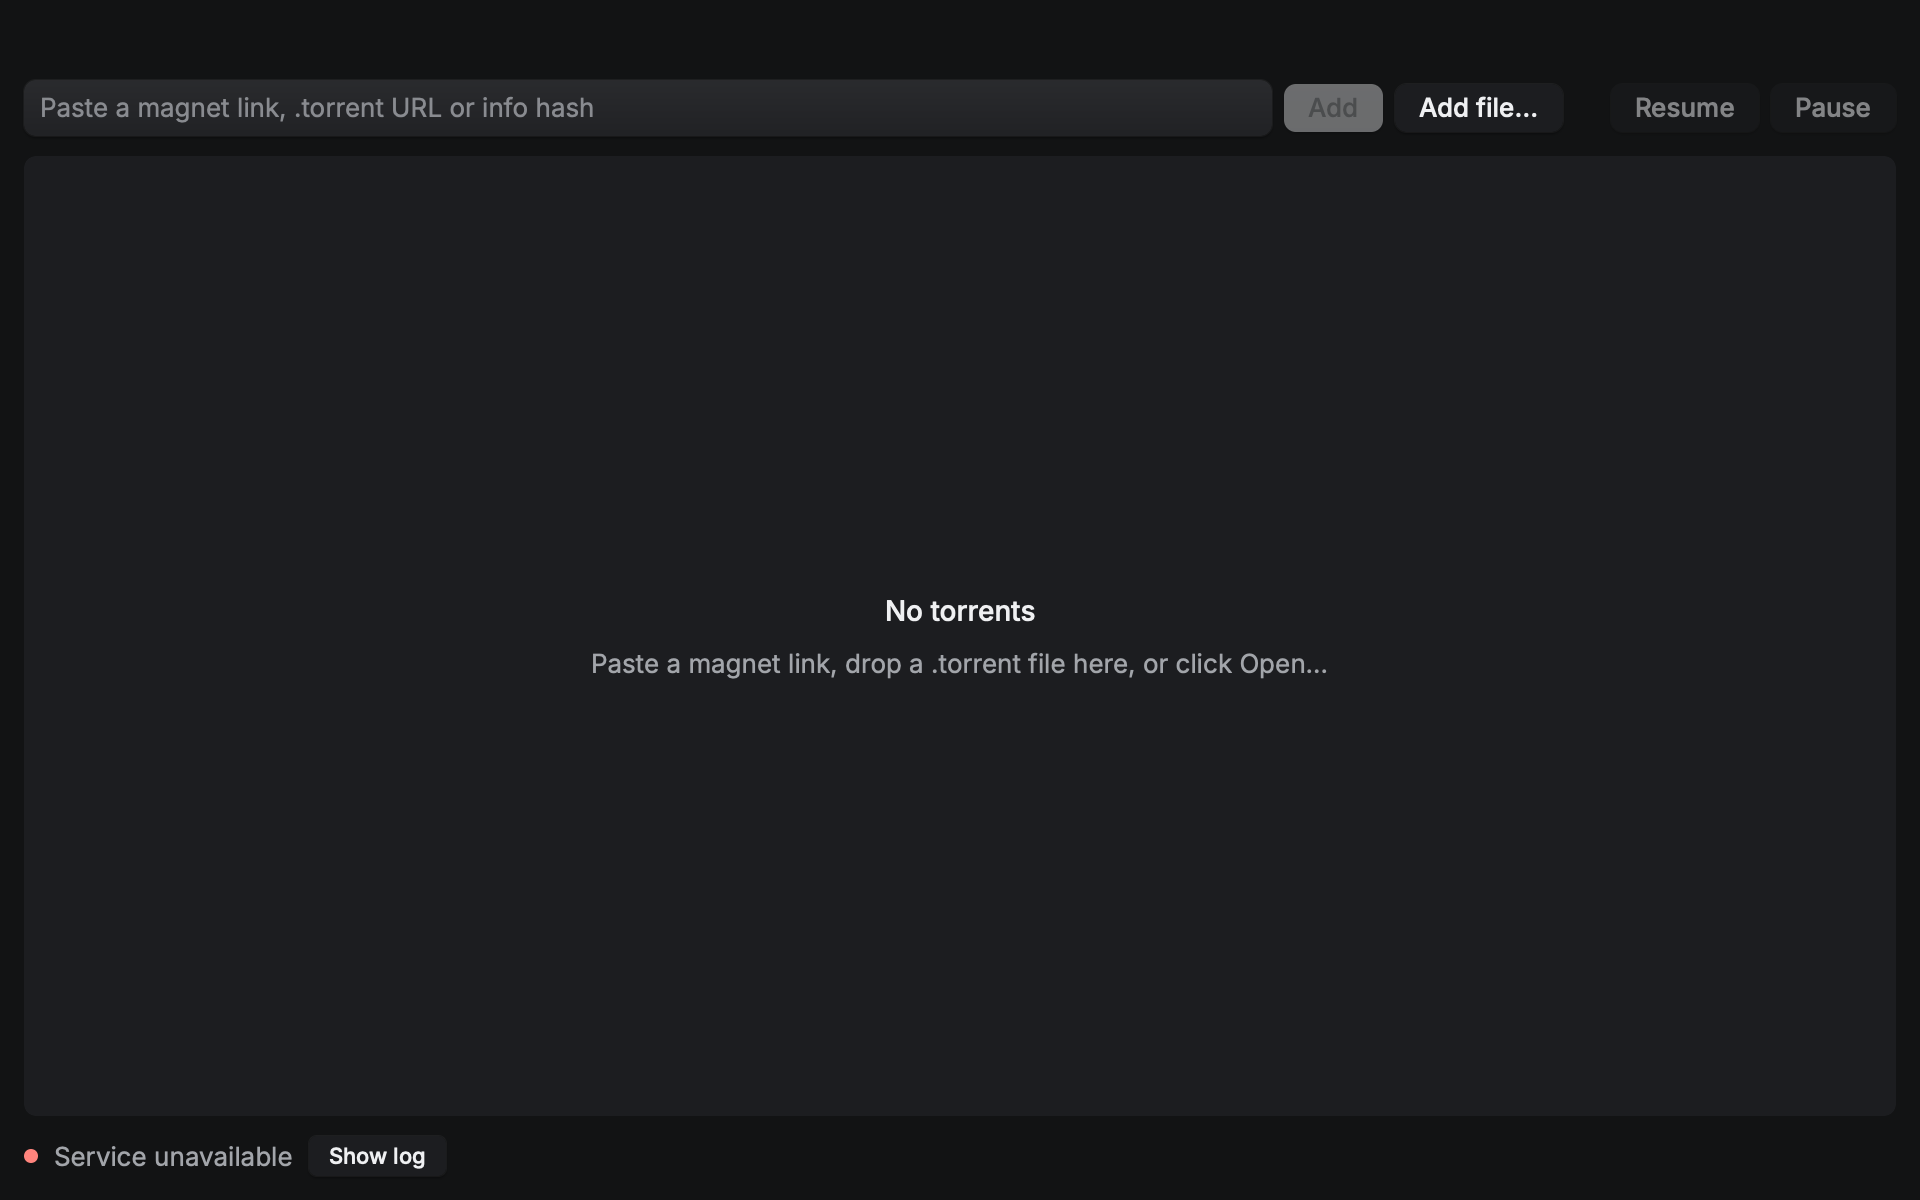 Paste a magnet link, .torrent URL or info hash
Add
Add file...
Resume
Pause
No torrents
Paste a magnet link, drop a .torrent file here, or click Open...
Service unavailable
Show log